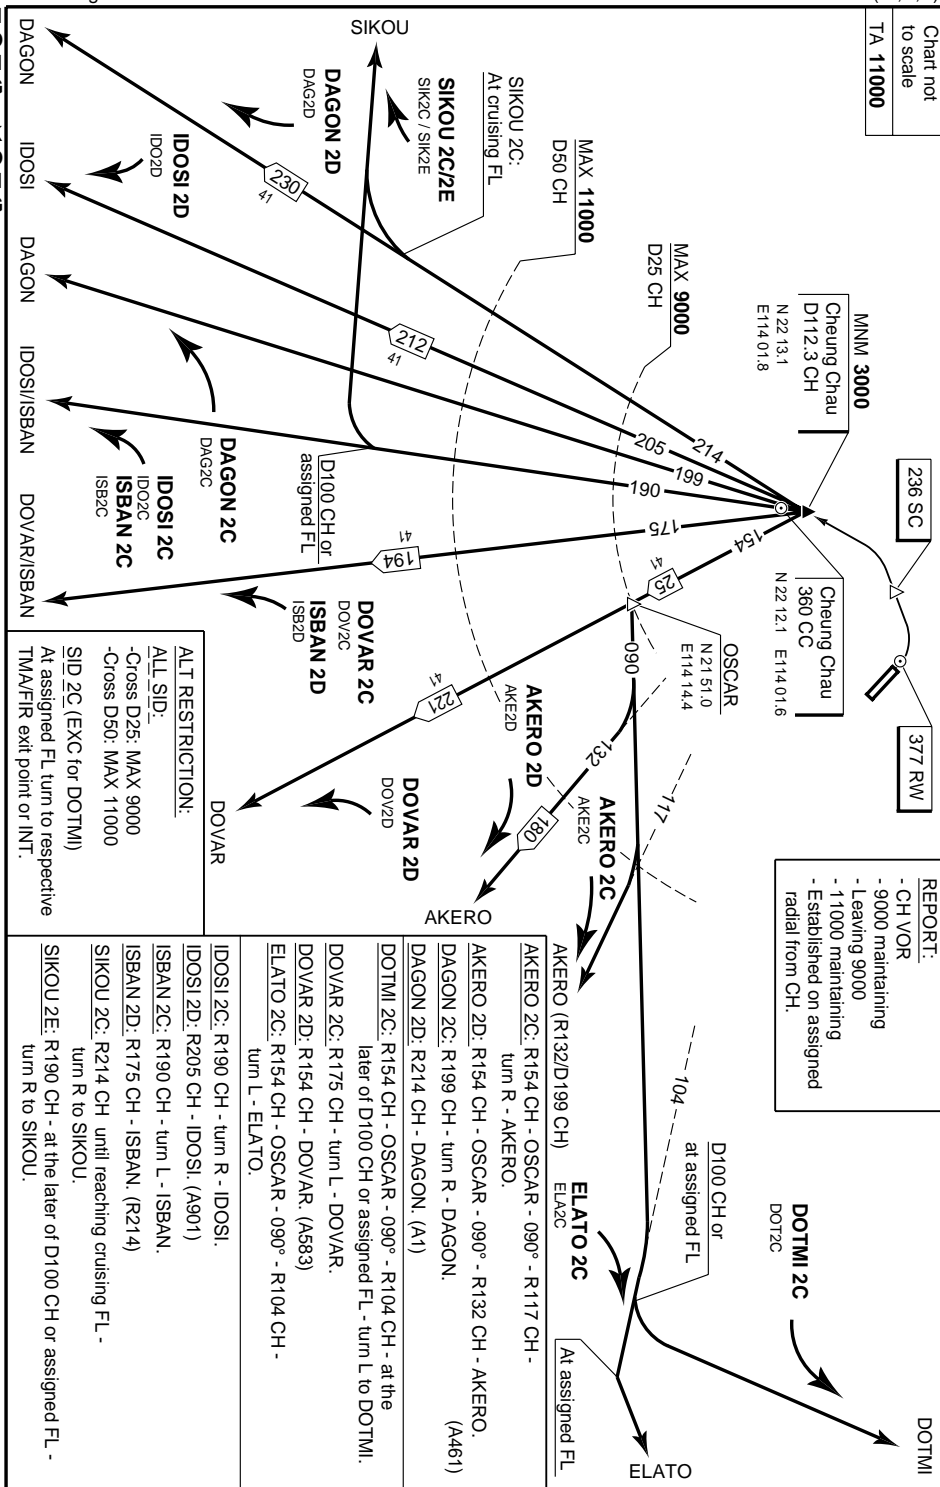 Chart not
to scale
TA 11000
MNM 3000
Cheung Chau
D112.3 CH
N 22 13.1
E114 01.8
236 SC
377 RW
Cheung Chau
360 CC
N 22 12.1 E114 01.6
REPORT:
- CH VOR
- 9000 maintaining
- Leaving 9000
- 11000 maintaining
- Established on assigned
radial from CH.
MAX 9000
D25 CH
MAX 11000
D50 CH
SIKOU 2C:
At cruising FL
SIKOU 2C/2E
SIK2C / SIK2E
SIKOU
DAGON 2D
DAG2D
IDOSI 2D
IDO2D
DAGON
IDOSI
DAGON
IDOSI/ISBAN
DOVAR/ISBAN
230
41
212
41
214
205
199
190
175
154
25
41
OSCAR
N 21 51.0
E114 14.4
090
132
117
104
180
194
41
221
41
D100 CH or
assigned FL
DAGON 2C
DAG2C
IDOSI 2C
IDO2C
ISBAN 2C
ISB2C
DOVAR 2C
DOV2C
ISBAN 2D
ISB2D
AKERO 2D
AKE2D
AKERO 2C
AKE2C
DOVAR 2D
DOV2D
DOVAR
AKERO
AKERO (R132/D199 CH)
ELATO 2C
ELA2C
D100 CH or
at assigned FL
DOTMI 2C
DOT2C
DOTMI
At assigned FL
ELATO
ALT RESTRICTION:
ALL SID:
-Cross D25: MAX 9000
-Cross D50: MAX 11000
SID 2C (EXC for DOTMI)
At assigned FL turn to respective
TMA/FIR exit point or INT.
AKERO 2C: R154 CH - OSCAR - 090° - R117 CH -
turn R - AKERO.
AKERO 2D: R154 CH - OSCAR - 090° - R132 CH - AKERO.
(A461)
DAGON 2C: R199 CH - turn R - DAGON.
DAGON 2D: R214 CH - DAGON. (A1)
DOTMI 2C: R154 CH - OSCAR - 090° - R104 CH - at the
later of D100 CH or assigned FL - turn L to DOTMI.
DOVAR 2C: R175 CH - turn L - DOVAR.
DOVAR 2D: R154 CH - DOVAR. (A583)
ELATO 2C: R154 CH - OSCAR - 090° - R104 CH -
turn L - ELATO.
IDOSI 2C: R190 CH - turn R - IDOSI.
IDOSI 2D: R205 CH - IDOSI. (A901)
ISBAN 2C: R190 CH - turn L - ISBAN.
ISBAN 2D: R175 CH - ISBAN. (R214)
SIKOU 2C: R214 CH until reaching cruising FL -
turn R to SIKOU.
SIKOU 2E: R190 CH - at the later of D100 CH or assigned FL -
turn R to SIKOU.